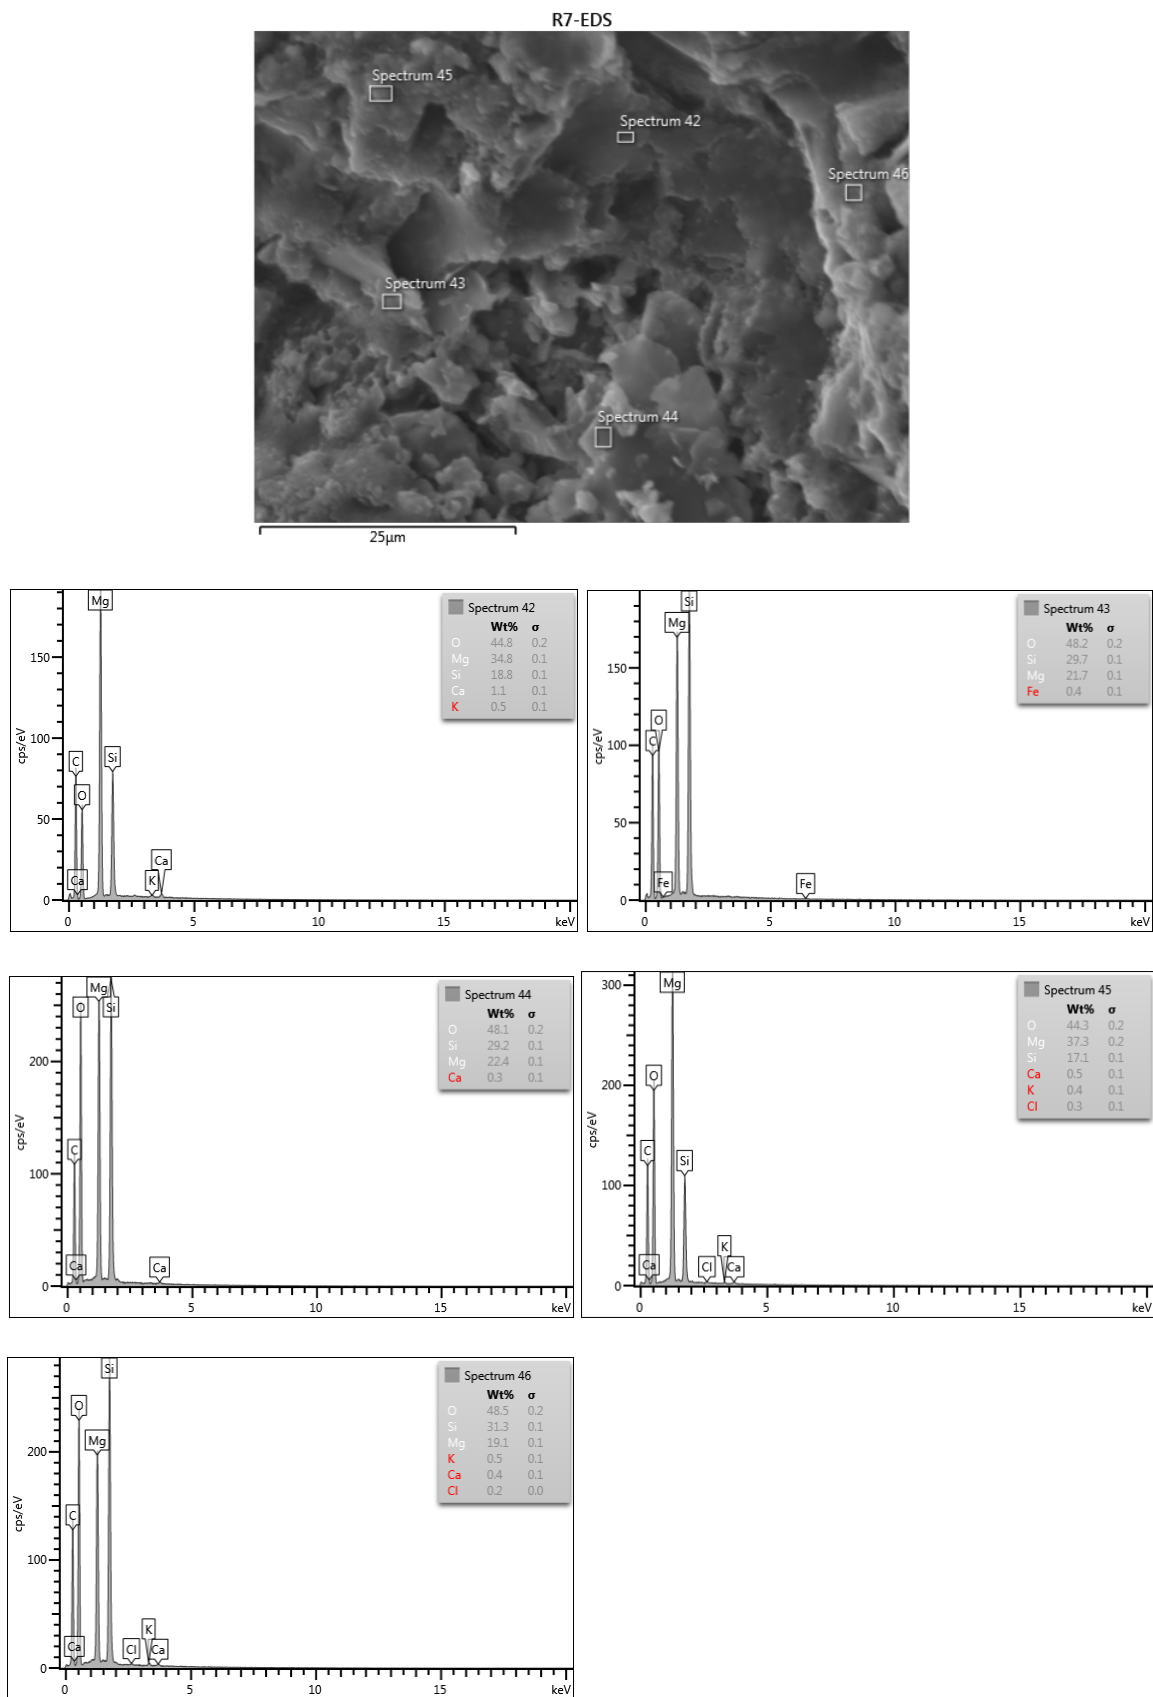 R7-EDS
Spectrum 45
Spectrum 42
Spectrum 46
Spectrum 43
Spectrum 44
25µm
Spectrum 42
Wt% σ
O 44.8 0.2
Mg 34.8 0.1
Si 18.8 0.1
Ca 1.1 0.1
K 0.5 0.1
Mg
C
Si
O
Ca
Ca
K
cps/eV
150
100
50
0
0 5 10 15 keV
Spectrum 43
Wt% σ
O 48.2 0.2
Si 29.7 0.1
Mg 21.7 0.1
Fe 0.4 0.1
Si
Mg
O
C
Fe
Fe
cps/eV
150
100
50
0
0 5 10 15 keV
Spectrum 44
Wt% σ
O 48.1 0.2
Si 29.2 0.1
Mg 22.4 0.1
Ca 0.3 0.1
Mg
O
Si
C
Ca
Ca
cps/eV
200
100
0
0 5 10 15 keV
Spectrum 45
Wt% σ
O 44.3 0.2
Mg 37.3 0.2
Si 17.1 0.1
Ca 0.5 0.1
K 0.4 0.1
Cl 0.3 0.1
Mg
O
C
Si
K
Ca
Cl
Ca
cps/eV
300
200
100
0
0 5 10 15 keV
Spectrum 46
Wt% σ
O 48.5 0.2
Si 31.3 0.1
Mg 19.1 0.1
K 0.5 0.1
Ca 0.4 0.1
Cl 0.2 0.0
Si
O
Mg
C
K
Ca
Cl
Ca
cps/eV
200
100
0
0 5 10 15 keV